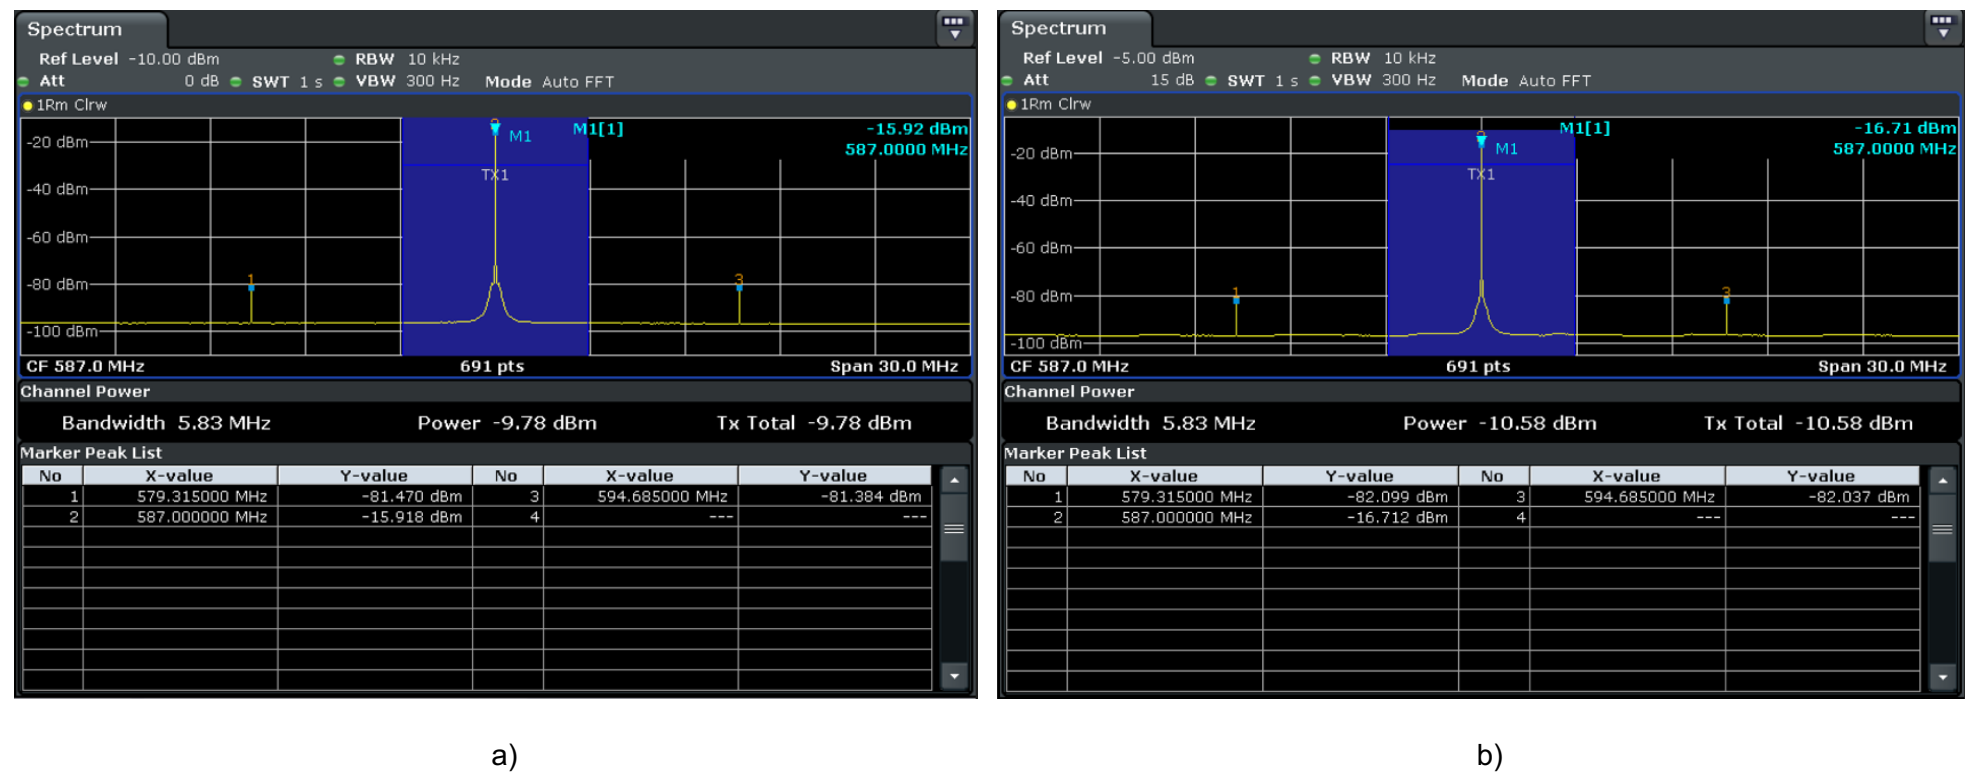 Spectrum
Ref Level -10.00 dBm RBW 10 kHz
Att 0 dB SWT 1 s VBW 300 Hz Mode Auto FFT
1Rm Clrw
M1[1] -15.92 dBm
587.0000 MHz
M1
TX1
-20 dBm
-40 dBm
-60 dBm
-80 dBm
-100 dBm
1
2
3
CF 587.0 MHz 691 pts Span 30.0 MHz
Channel Power
Bandwidth 5.83 MHz Power -9.78 dBm Tx Total -9.78 dBm
Marker Peak List
No X-value Y-value No X-value Y-value
1 579.315000 MHz -81.470 dBm 3 594.685000 MHz -81.384 dBm
2 587.000000 MHz -15.918 dBm 4 --- ---
a)
Spectrum
Ref Level -5.00 dBm RBW 10 kHz
Att 15 dB SWT 1 s VBW 300 Hz Mode Auto FFT
1Rm Clrw
M1[1] -16.71 dBm
587.0000 MHz
M1
TX1
-20 dBm
-40 dBm
-60 dBm
-80 dBm
-100 dBm
1
2
3
CF 587.0 MHz 691 pts Span 30.0 MHz
Channel Power
Bandwidth 5.83 MHz Power -10.58 dBm Tx Total -10.58 dBm
Marker Peak List
No X-value Y-value No X-value Y-value
1 579.315000 MHz -82.099 dBm 3 594.685000 MHz -82.037 dBm
2 587.000000 MHz -16.712 dBm 4 --- ---
b)